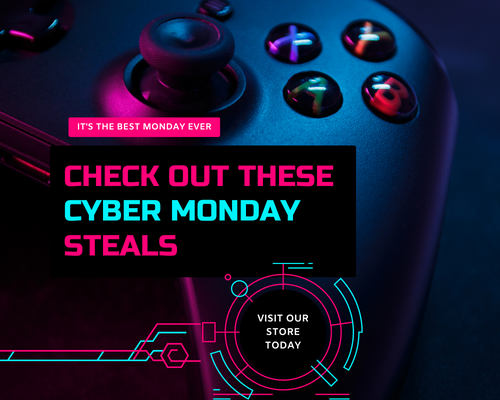 X
Y
A
B
IT'S THE BEST MONDAY EVER
CHECK OUT THESE
CYBER MONDAY
STEALS
VISIT OUR
STORE
TODAY